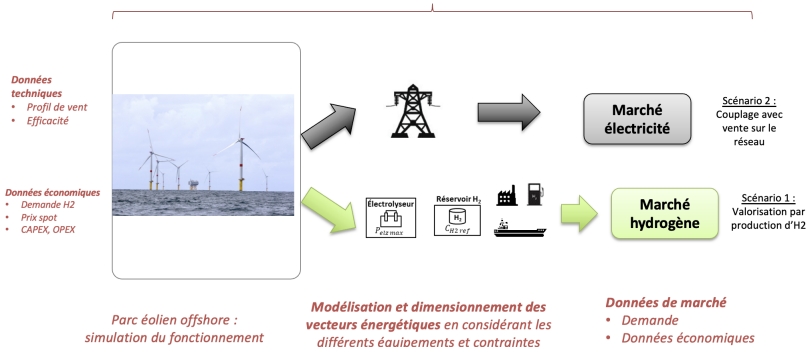 Données
techniques
• Profil de vent
• Efficacité
Données économiques
• Demande H2
• Prix spot
• CAPEX, OPEX
Marché
électricité
Scénario 2 :
Couplage avec
vente sur le
réseau
Électrolyseur
P_elz max
Réservoir H₂
H₂
C_H2 ref
Marché
hydrogène
Scénario 1 :
Valorisation par
production d'H2
Parc éolien offshore :
simulation du fonctionnement
Modélisation et dimensionnement des
vecteurs énergétiques en considérant les
différents équipements et contraintes
Données de marché
• Demande
• Données économiques